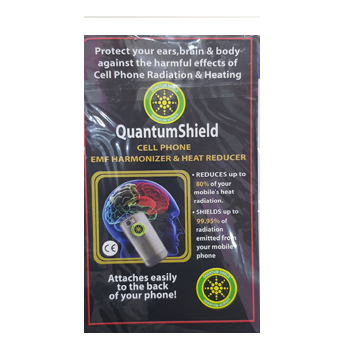 Protect your ears,brain & body
against the harmful effects of
Cell Phone Radiation & Heating
QuantumShield
CELL PHONE
EMF HARMONIZER & HEAT REDUCER
• REDUCES up to
80% of your
mobile's heat
radiation.
• SHIELDS up to
99.95% of
radiation
emitted from
your mobile
phone
CE
Attaches easily
to the back
of your phone!
QUANTUM SHIELD